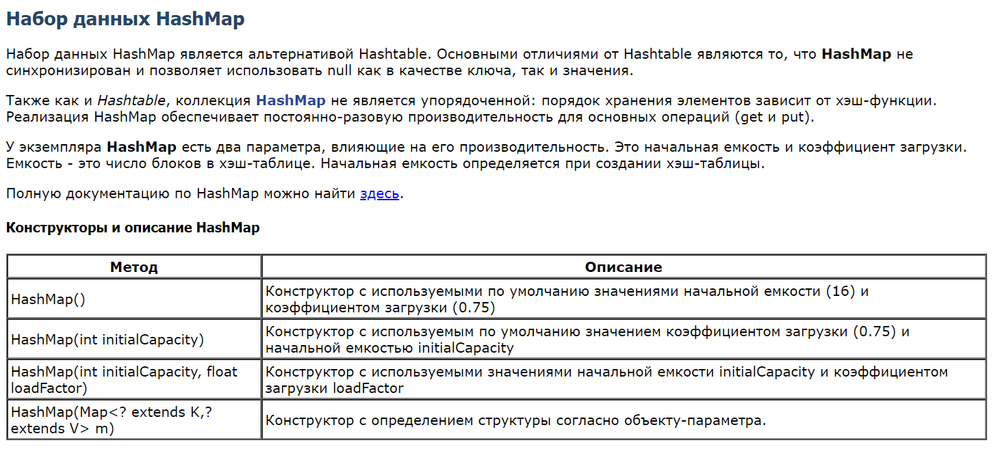 Набор данных HashMap
Набор данных HashMap является альтернативой Hashtable. Основными отличиями от Hashtable являются то, что HashMap не
синхронизирован и позволяет использовать null как в качестве ключа, так и значения.
Также как и Hashtable, коллекция HashMap не является упорядоченной: порядок хранения элементов зависит от хэш-функции.
Реализация HashMap обеспечивает постоянно-разовую производительность для основных операций (get и put).
У экземпляра HashMap есть два параметра, влияющие на его производительность. Это начальная емкость и коэффициент загрузки.
Емкость - это число блоков в хэш-таблице. Начальная емкость определяется при создании хэш-таблицы.
Полную документацию по HashMap можно найти здесь.
Конструкторы и описание HashMap
Метод Описание
HashMap() Конструктор с используемыми по умолчанию значениями начальной емкости (16) и
коэффициентом загрузки (0.75)
HashMap(int initialCapacity) Конструктор с используемым по умолчанию значением коэффициентом загрузки (0.75) и
начальной емкостью initialCapacity
HashMap(int initialCapacity, float Конструктор с используемыми значениями начальной емкости initialCapacity и коэффициентом
loadFactor) загрузки loadFactor
HashMap(Map<? extends K,?
extends V> m) Конструктор с определением структуры согласно объекту-параметра.